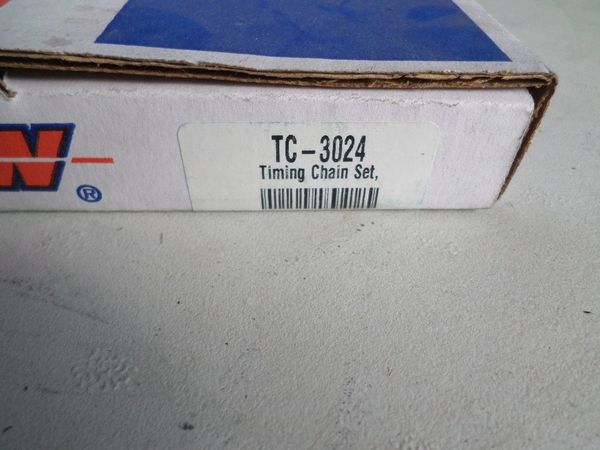 N
®
TC-3024
Timing Chain Set,